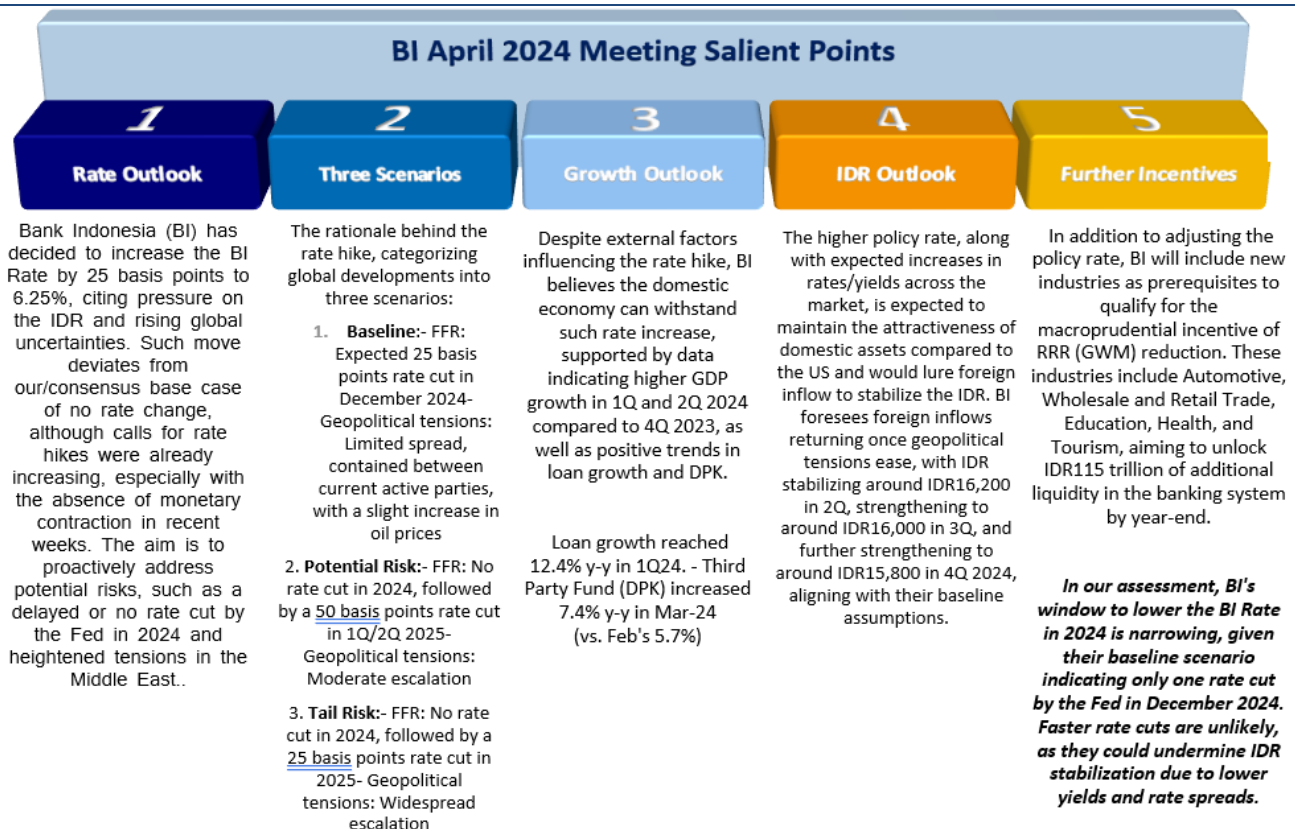 BI April 2024 Meeting Salient Points
1
Rate Outlook
Bank Indonesia (BI) has
decided to increase the BI
Rate by 25 basis points to
6.25%, citing pressure on
the IDR and rising global
uncertainties. Such move
deviates from
our/consensus base case
of no rate change,
although calls for rate
hikes were already
increasing, especially with
the absence of monetary
contraction in recent
weeks. The aim is to
proactively address
potential risks, such as a
delayed or no rate cut by
the Fed in 2024 and
heightened tensions in the
Middle East..
2
Three Scenarios
The rationale behind the
rate hike, categorizing
global developments into
three scenarios:
1. Baseline:- FFR:
Expected 25 basis
points rate cut in
December 2024-
Geopolitical tensions:
Limited spread,
contained between
current active parties,
with a slight increase in
oil prices
2. Potential Risk:- FFR: No
rate cut in 2024, followed
by a 50 basis points rate cut
in 1Q/2Q 2025-
Geopolitical tensions:
Moderate escalation
3. Tail Risk:- FFR: No rate
cut in 2024, followed by a
25 basis points rate cut in
2025- Geopolitical
tensions: Widespread
escalation
3
Growth Outlook
Despite external factors
influencing the rate hike, BI
believes the domestic
economy can withstand
such rate increase,
supported by data
indicating higher GDP
growth in 1Q and 2Q 2024
compared to 4Q 2023, as
well as positive trends in
loan growth and DPK.
Loan growth reached
12.4% y-y in 1Q24. - Third
Party Fund (DPK) increased
7.4% y-y in Mar-24
(vs. Feb's 5.7%)
4
IDR Outlook
The higher policy rate, along
with expected increases in
rates/yields across the
market, is expected to
maintain the attractiveness of
domestic assets compared to
the US and would lure foreign
inflow to stabilize the IDR. BI
foresees foreign inflows
returning once geopolitical
tensions ease, with IDR
stabilizing around IDR16,200
in 2Q, strengthening to
around IDR16,000 in 3Q, and
further strengthening to
around IDR15,800 in 4Q 2024,
aligning with their baseline
assumptions.
5
Further Incentives
In addition to adjusting the
policy rate, BI will include new
industries as prerequisites to
qualify for the
macroprudential incentive of
RRR (GWM) reduction. These
industries include Automotive,
Wholesale and Retail Trade,
Education, Health, and
Tourism, aiming to unlock
IDR115 trillion of additional
liquidity in the banking system
by year-end.
In our assessment, BI's
window to lower the BI Rate
in 2024 is narrowing, given
their baseline scenario
indicating only one rate cut
by the Fed in December 2024.
Faster rate cuts are unlikely,
as they could undermine IDR
stabilization due to lower
yields and rate spreads.